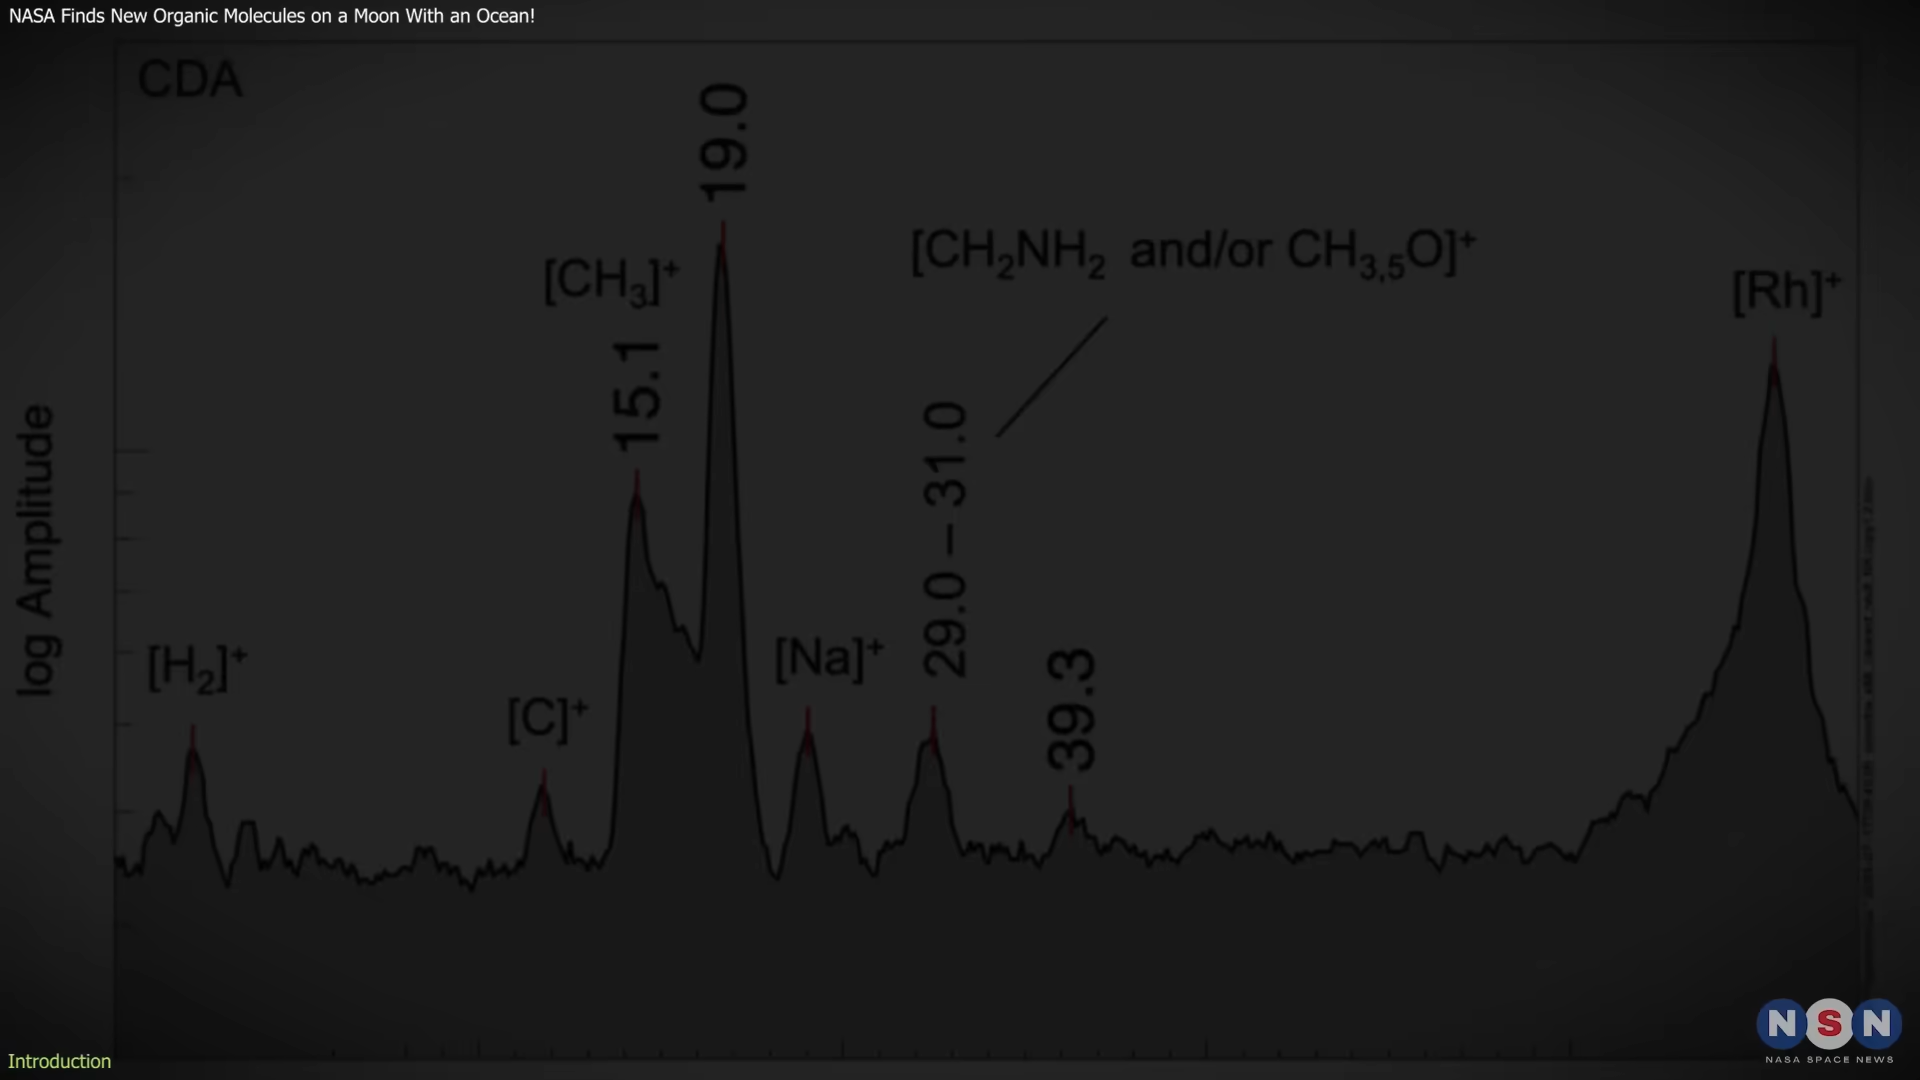 NASA Finds New Organic Molecules on a Moon With an Ocean!
CDA
19.0
[CH₃]⁺
15.1
[CH₂NH₂ and/or CH₃,₅O]⁺
[Rh]⁺
log Amplitude
29.0 – 31.0
[H₂]⁺
[C]⁺
[Na]⁺
39.3
Introduction
NSN
NASA SPACE NEWS